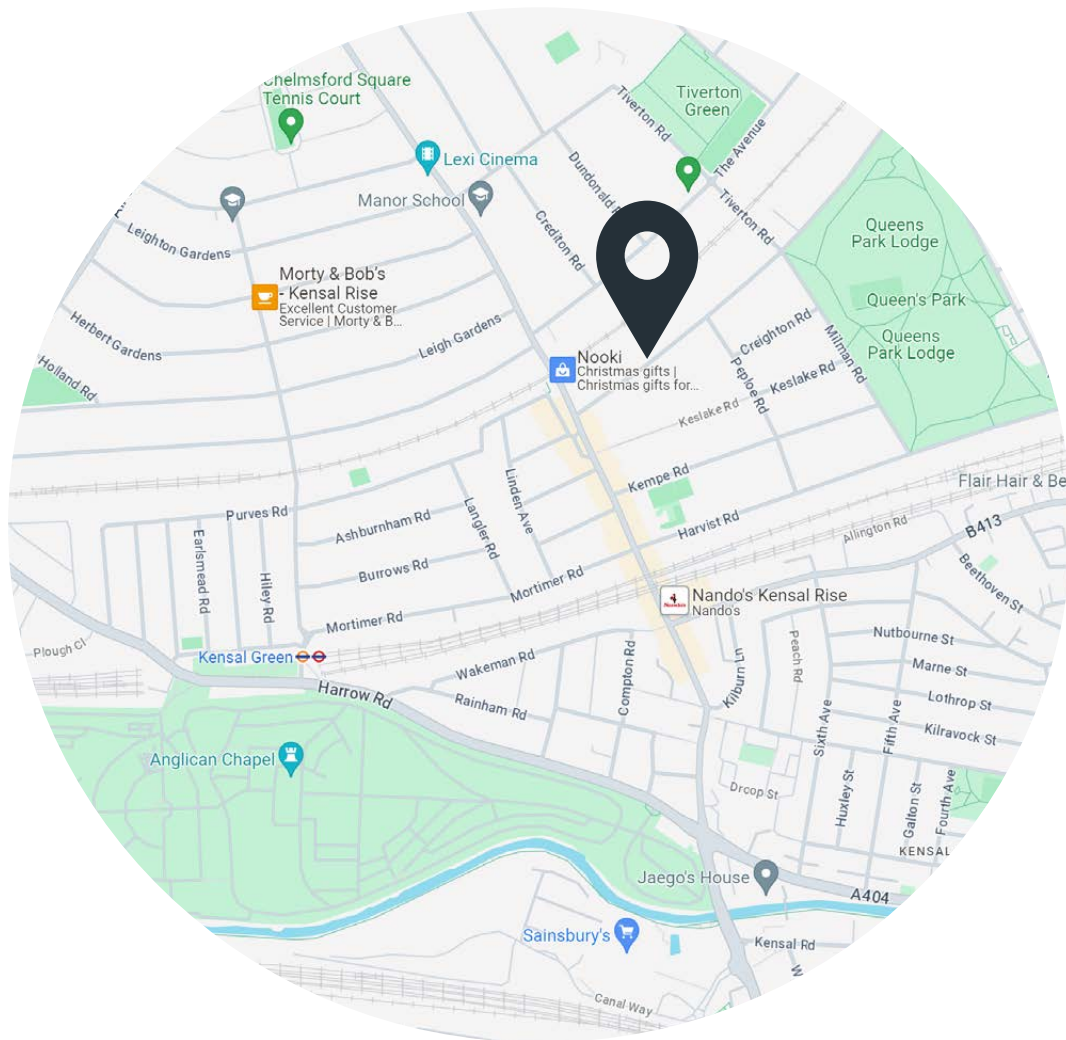 Chelmsford Square
Tennis Court
Tiverton
Green
Tiverton Rd
The Avenue
Lexi Cinema
Manor School
Dundonald
Crediton Rd
Tiverton Rd
Queens
Park Lodge
Queen's Park
Queens
Park Lodge
Leighton Gardens
Morty & Bob's
- Kensal Rise
Excellent Customer
Service | Morty & B...
Herbert Gardens
Leigh Gardens
Holland Rd
Nooki
Christmas gifts |
Christmas gifts for...
Creighton Rd
Milman Rd
Peploe Rd
Keslake Rd
Keslake Rd
Kempe Rd
Linden Ave
Langler Rd
Purves Rd
Ashburnham Rd
Harvist Rd
Flair Hair & Be
Allington Rd
B413
Earlsmead Rd
Hiley Rd
Burrows Rd
Mortimer Rd
Mortimer Rd
Beethoven St
Nando's Kensal Rise
Nando's
Plough Cl
Kensal Green
Wakeman Rd
Harrow Rd
Rainham Rd
Compton Rd
Kilburn Ln
Peach Rd
Nutbourne St
Marne St
Lothrop St
Kilravock St
Sixth Ave
Fifth Ave
Anglican Chapel
Drcop St
Huxley St
Galton St
Fourth Ave
KENSAL
Jaego's House
A404
Sainsbury's
Kensal Rd
W
Canal Way